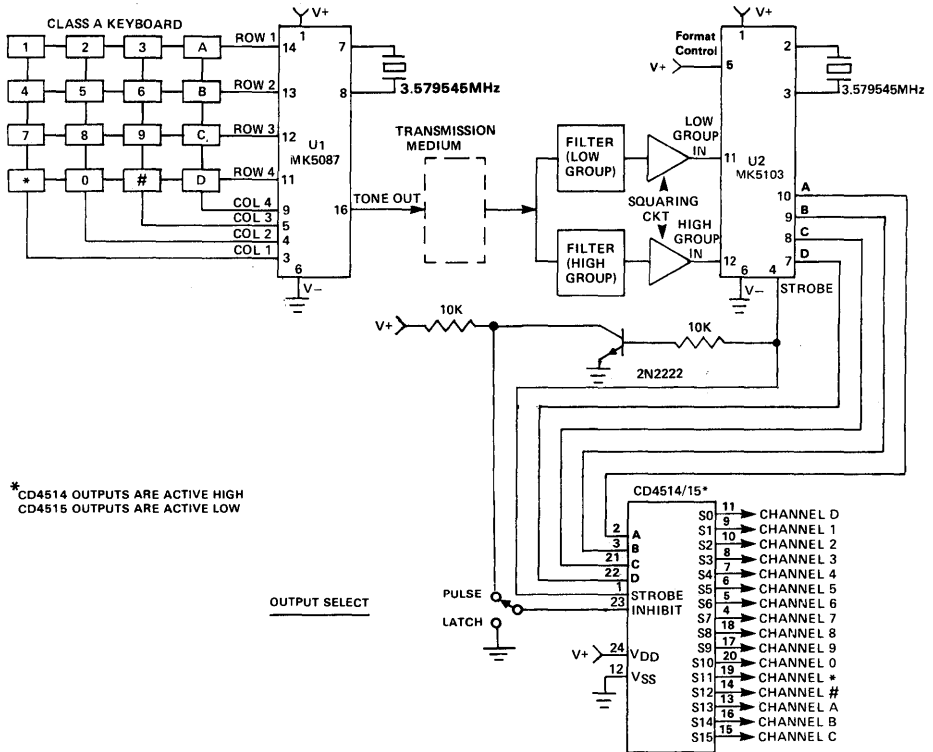 CLASS A KEYBOARD
1 2 3 A
4 5 6 B
7 8 9 C
* 0 # D
ROW 1
ROW 2
ROW 3
ROW 4
COL 4
COL 3
COL 2
COL 1
V+
1
14
13
12
11
9
5
4
3
7
8
16
6
V−
U1
MK5087
3.579545MHz
TONE OUT
TRANSMISSION
MEDIUM
FILTER
(LOW
GROUP)
FILTER
(HIGH
GROUP)
SQUARING
CKT
LOW
GROUP
IN
HIGH
GROUP
IN
Format
Control
V+
V+
1
5
11
12
2
3
10
9
8
7
6
4
U2
MK5103
3.579545MHz
A
B
C
D
V−
STROBE
V+
10K
10K
2N2222
*CD4514 OUTPUTS ARE ACTIVE HIGH
CD4515 OUTPUTS ARE ACTIVE LOW
OUTPUT SELECT
PULSE
LATCH
CD4514/15*
2 A
3 B
21 C
22 D
1 STROBE
23 INHIBIT
V+ 24 VDD
12 VSS
S0 11 CHANNEL D
S1 9 CHANNEL 1
S2 10 CHANNEL 2
S3 8 CHANNEL 3
S4 7 CHANNEL 4
S5 6 CHANNEL 5
S6 5 CHANNEL 6
S7 4 CHANNEL 7
S8 18 CHANNEL 8
S9 17 CHANNEL 9
S10 20 CHANNEL 0
S11 19 CHANNEL *
S12 14 CHANNEL #
S13 13 CHANNEL A
S14 16 CHANNEL B
S15 15 CHANNEL C